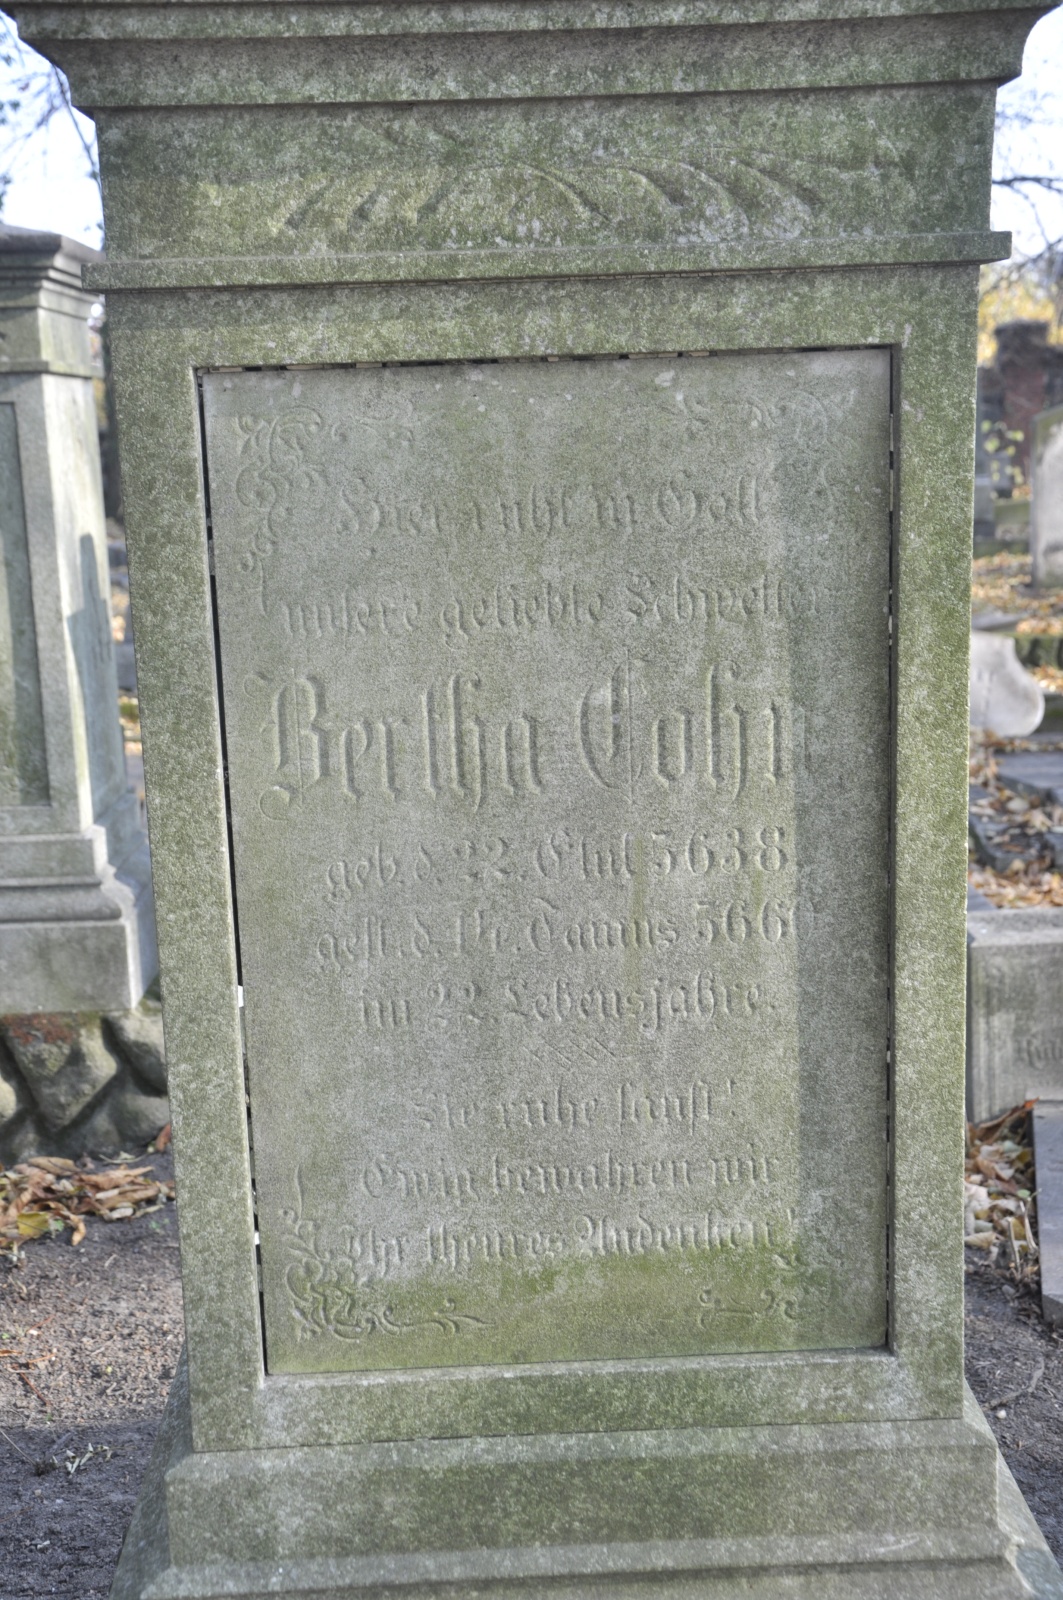 Hier ruht in Gott
unsere geliebte Schwester
Bertha Cohn
geb. d. 22. Elul 5638
gest. d. 14. Tamus 5660
im 22. Lebensjahre.
Sie ruhe sanft!
Ewig bewahren wir
Ihr theures Andenken!